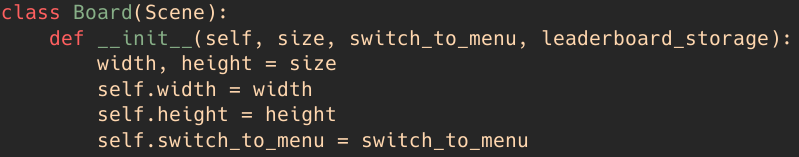 class Board(Scene):
    def __init__(self, size, switch_to_menu, leaderboard_storage):
        width, height = size
        self.width = width
        self.height = height
        self.switch_to_menu = switch_to_menu